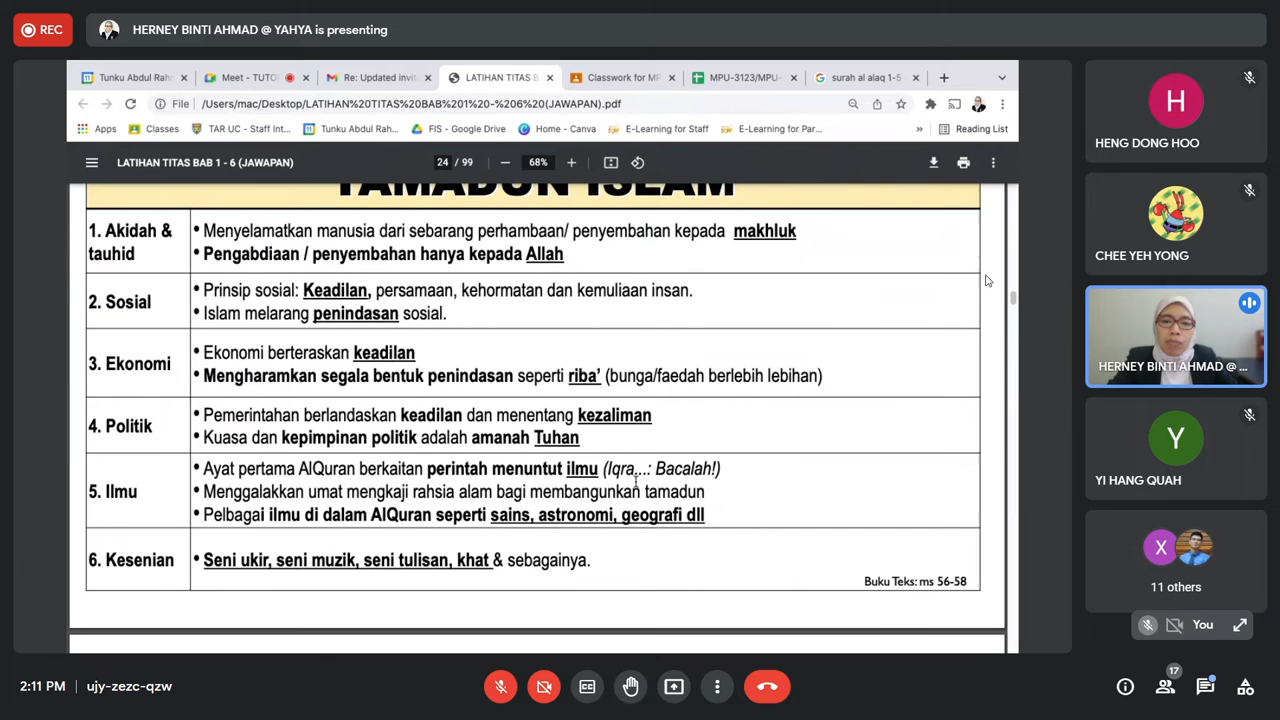 REC
HERNEY BINTI AHMAD @ YAHYA is presenting
Tunku Abdul Rah
Meet - TUTO
Re: Updated invit
LATIHAN TITAS B
Classwork for MP
MPU-3123/MPU-
surah al alaq 1-5
File | /Users/mac/Desktop/LATIHAN%20TITAS%20BAB%201%20-%206%20(JAWAPAN).pdf
Apps
Classes
TAR UC - Staff Int...
Tunku Abdul Rah...
FIS - Google Drive
Home - Canva
E-Learning for Staff
E-Learning for Par...
»
Reading List
LATIHAN TITAS BAB 1 - 6 (JAWAPAN)
24 / 99
68%
TAMADUN ISLAM
1. Akidah & tauhid
• Menyelamatkan manusia dari sebarang perhambaan/ penyembahan kepada makhluk
• Pengabdiaan / penyembahan hanya kepada Allah
2. Sosial
• Prinsip sosial: Keadilan, persamaan, kehormatan dan kemuliaan insan.
• Islam melarang penindasan sosial.
3. Ekonomi
• Ekonomi berteraskan keadilan
• Mengharamkan segala bentuk penindasan seperti riba' (bunga/faedah berlebih lebihan)
4. Politik
• Pemerintahan berlandaskan keadilan dan menentang kezaliman
• Kuasa dan kepimpinan politik adalah amanah Tuhan
5. Ilmu
• Ayat pertama AlQuran berkaitan perintah menuntut ilmu (Iqra...: Bacalah!)
• Menggalakkan umat mengkaji rahsia alam bagi membangunkan tamadun
• Pelbagai ilmu di dalam AlQuran seperti sains, astronomi, geografi dll
6. Kesenian
• Seni ukir, seni muzik, seni tulisan, khat & sebagainya.
Buku Teks: ms 56-58
H
HENG DONG HOO
CHEE YEH YONG
HERNEY BINTI AHMAD @ ...
Y
YI HANG QUAH
X
11 others
You
2:11 PM | ujy-zezc-qzw
17